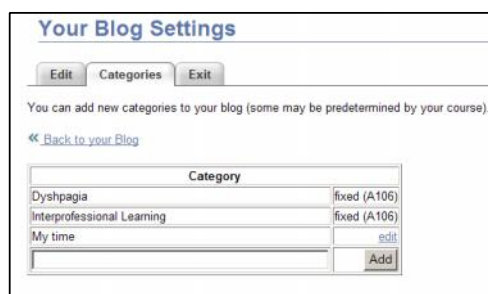 Your Blog Settings
Edit Categories Exit
You can add new categories to your blog (some may be predetermined by your course).
« Back to your Blog
Category
Dyshpagia fixed (A106)
Interprofessional Learning fixed (A106)
My time edit
Add